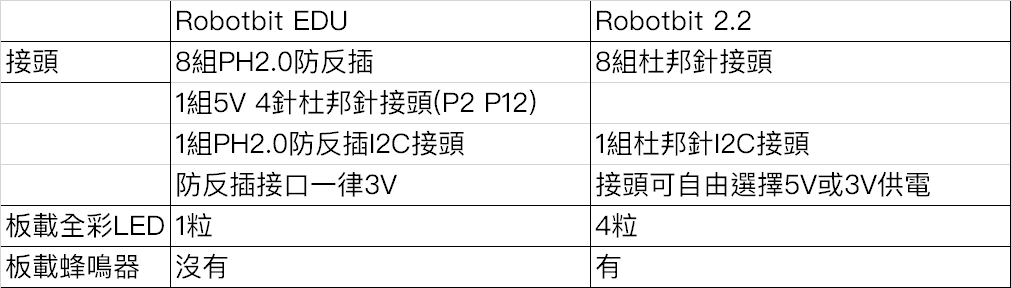 Robotbit EDU Robotbit 2.2
接頭 8組PH2.0防反插 8組杜邦針接頭
1組5V 4針杜邦針接頭(P2 P12)
1組PH2.0防反插I2C接頭 1組杜邦針I2C接頭
防反插接口一律3V 接頭可自由選擇5V或3V供電
板載全彩LED 1粒 4粒
板載蜂鳴器 沒有 有